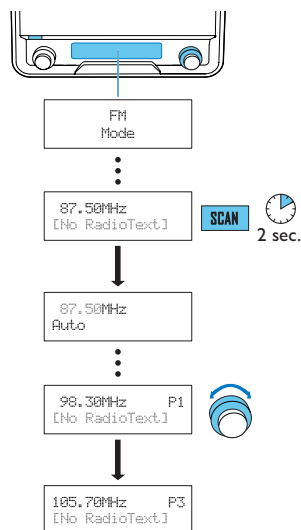 FM
Mode
87.50MHz
[No RadioText]
SCAN
2 sec.
87.50MHz
Auto
98.30MHz P1
[No RadioText]
105.70MHz P3
[No RadioText]